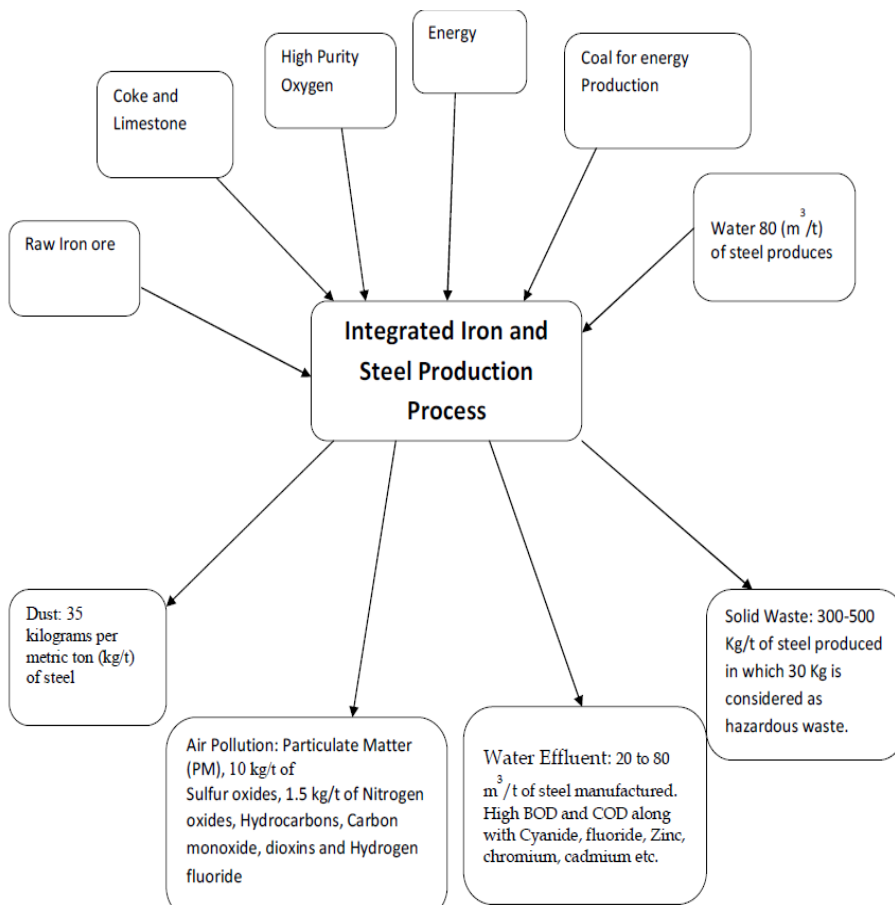 Energy
High Purity
Oxygen
Coal for energy
Production
Coke and
Limestone
Water 80 (m³/t)
of steel produces
Raw Iron ore
Integrated Iron and
Steel Production
Process
Dust: 35
kilograms per
metric ton (kg/t)
of steel
Air Pollution: Particulate Matter
(PM), 10 kg/t of
Sulfur oxides, 1.5 kg/t of Nitrogen
oxides, Hydrocarbons, Carbon
monoxide, dioxins and Hydrogen
fluoride
Water Effluent: 20 to 80
m³/t of steel manufactured.
High BOD and COD along
with Cyanide, fluoride, Zinc,
chromium, cadmium etc.
Solid Waste: 300-500
Kg/t of steel produced
in which 30 Kg is
considered as
hazardous waste.